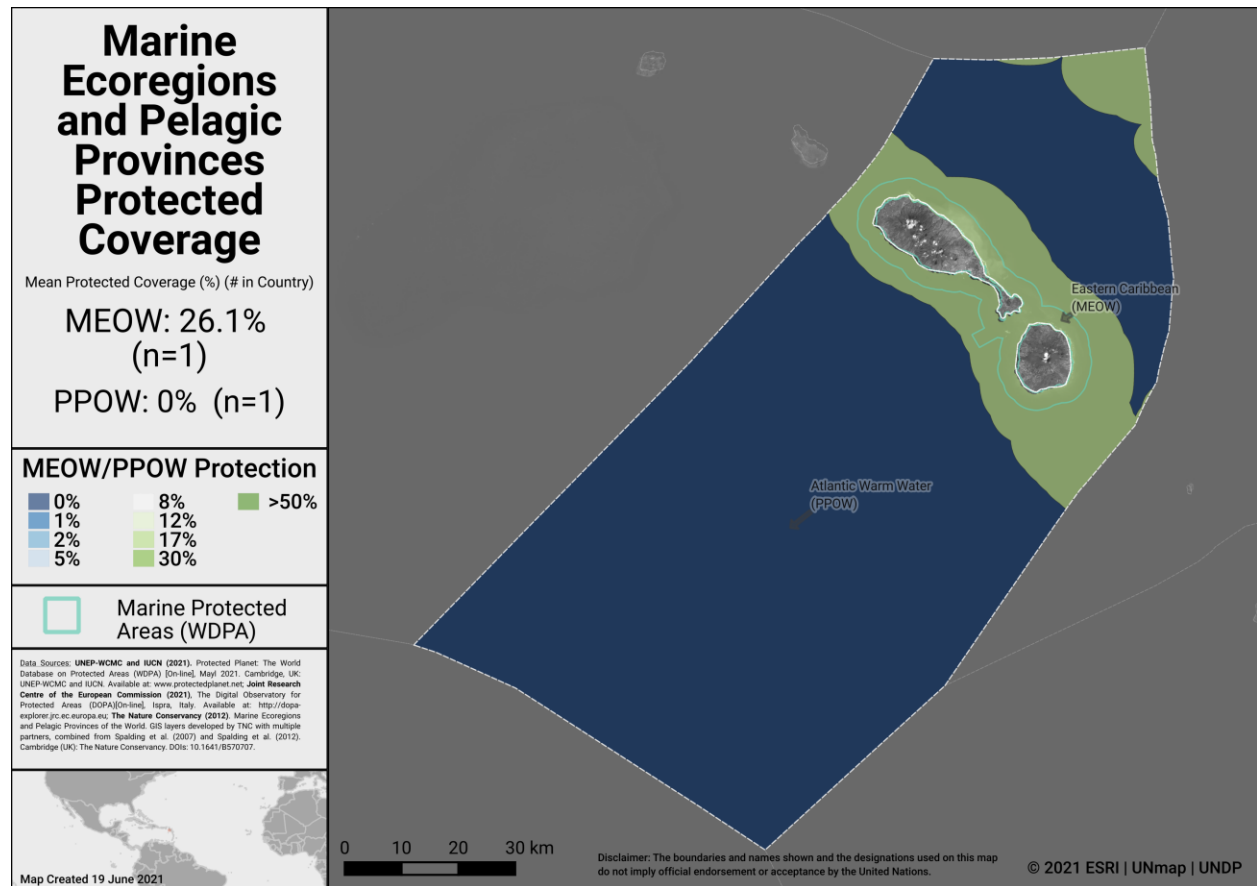 Marine
Ecoregions
and Pelagic
Provinces
Protected
Coverage
Mean Protected Coverage (%) (# in Country)
MEOW: 26.1%
(n=1)
PPOW: 0% (n=1)
MEOW/PPOW Protection
0%
1%
2%
5%
8%
12%
17%
30%
>50%
Marine Protected
Areas (WDPA)
Data Sources: UNEP-WCMC and IUCN (2021). Protected Planet: The World
Database on Protected Areas (WDPA) [On-line], Mayl 2021. Cambridge, UK:
UNEP-WCMC and IUCN. Available at: www.protectedplanet.net; Joint Research
Centre of the European Commission (2021), The Digital Observatory for
Protected Areas (DOPA)[On-line], Ispra, Italy. Available at: http://dopa-
explorer.jrc.ec.europa.eu; The Nature Conservancy (2012). Marine Ecoregions
and Pelagic Provinces of the World. GIS layers developed by TNC with multiple
partners, combined from Spalding et al. (2007) and Spalding et al. (2012).
Cambridge (UK): The Nature Conservancy. DOIs: 10.1641/B570707.
Map Created 19 June 2021
Eastern Caribbean
(MEOW)
Atlantic Warm Water
(PPOW)
0 10 20 30 km
Disclaimer: The boundaries and names shown and the designations used on this map
do not imply official endorsement or acceptance by the United Nations.
© 2021 ESRI | UNmap | UNDP